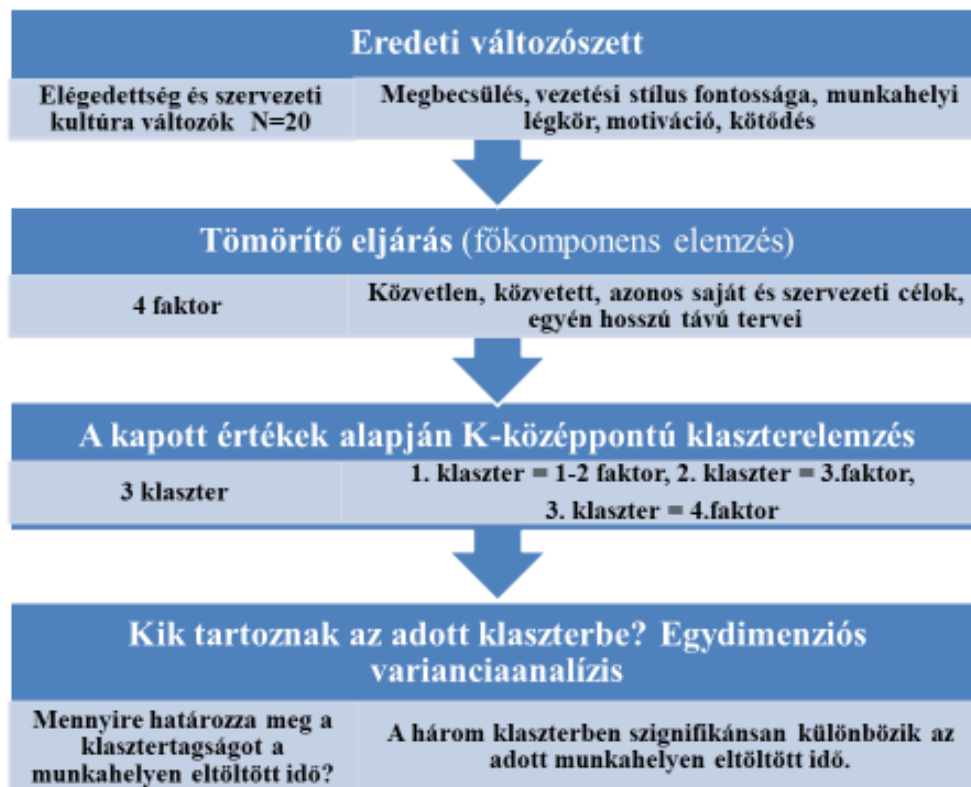 Eredeti változószett
Elégedettség és szervezeti
kultúra változók N=20
Megbecsülés, vezetési stílus fontossága, munkahelyi
légkör, motiváció, kötődés
Tömörítő eljárás (főkomponens elemzés)
4 faktor
Közvetlen, közvetett, azonos saját és szervezeti célok,
egyén hosszú távú tervei
A kapott értékek alapján K-középpontú klaszterelemzés
3 klaszter
1. klaszter = 1-2 faktor, 2. klaszter = 3.faktor,
3. klaszter = 4.faktor
Kik tartoznak az adott klaszterbe? Egydimenziós
varianciaanalízis
Mennyire határozza meg a
klasztertagságot a
munkahelyen eltöltött idő?
A három klaszterben szignifikánsan különbözik az
adott munkahelyen eltöltött idő.